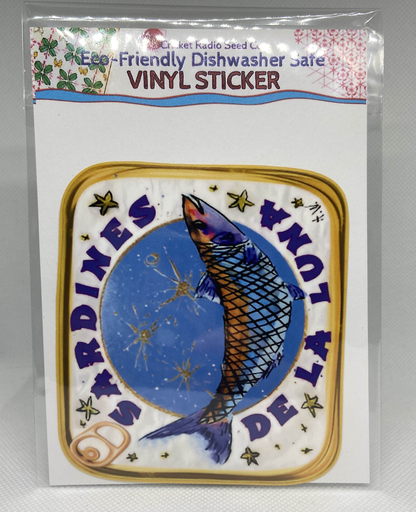 Cricket Radio Seed Co
Eco-Friendly Dishwasher Safe
VINYL STICKER
SARDINES
DE LA LUNA